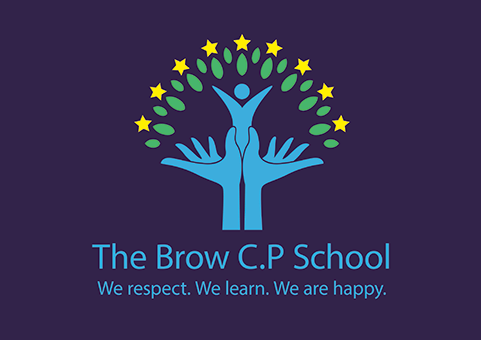 The Brow C.P School
We respect. We learn. We are happy.